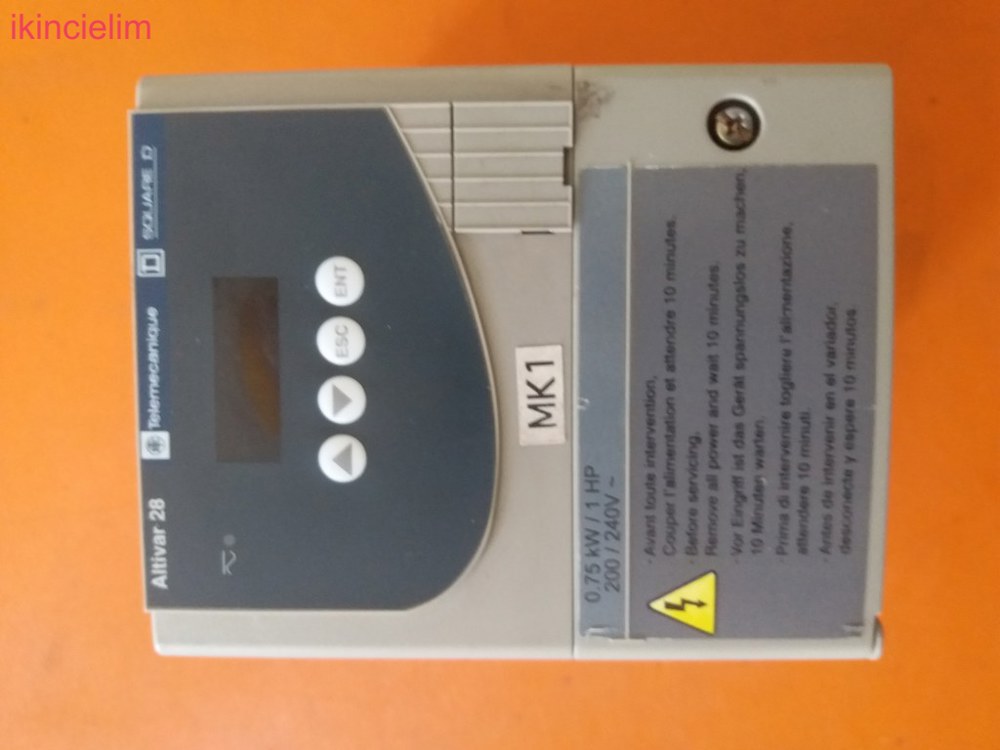 ikincielim
Altivar 28
Telemecanique
SQUARE D
ESC
ENT
MK1
0.75 kW / 1 HP
200 / 240V ~
- Avant toute intervention,
Couper l'alimentation et attendre 10 minutes.
- Before servicing,
Remove all power and wait 10 minutes.
- Vor Eingriff ist das Gerät spannungslos zu machen,
10 Minuten warten.
- Prima di intervenire togliere l'alimentazione,
attendere 10 minuti.
- Antes de intervenir en el variador,
desconecte y espere 10 minutos